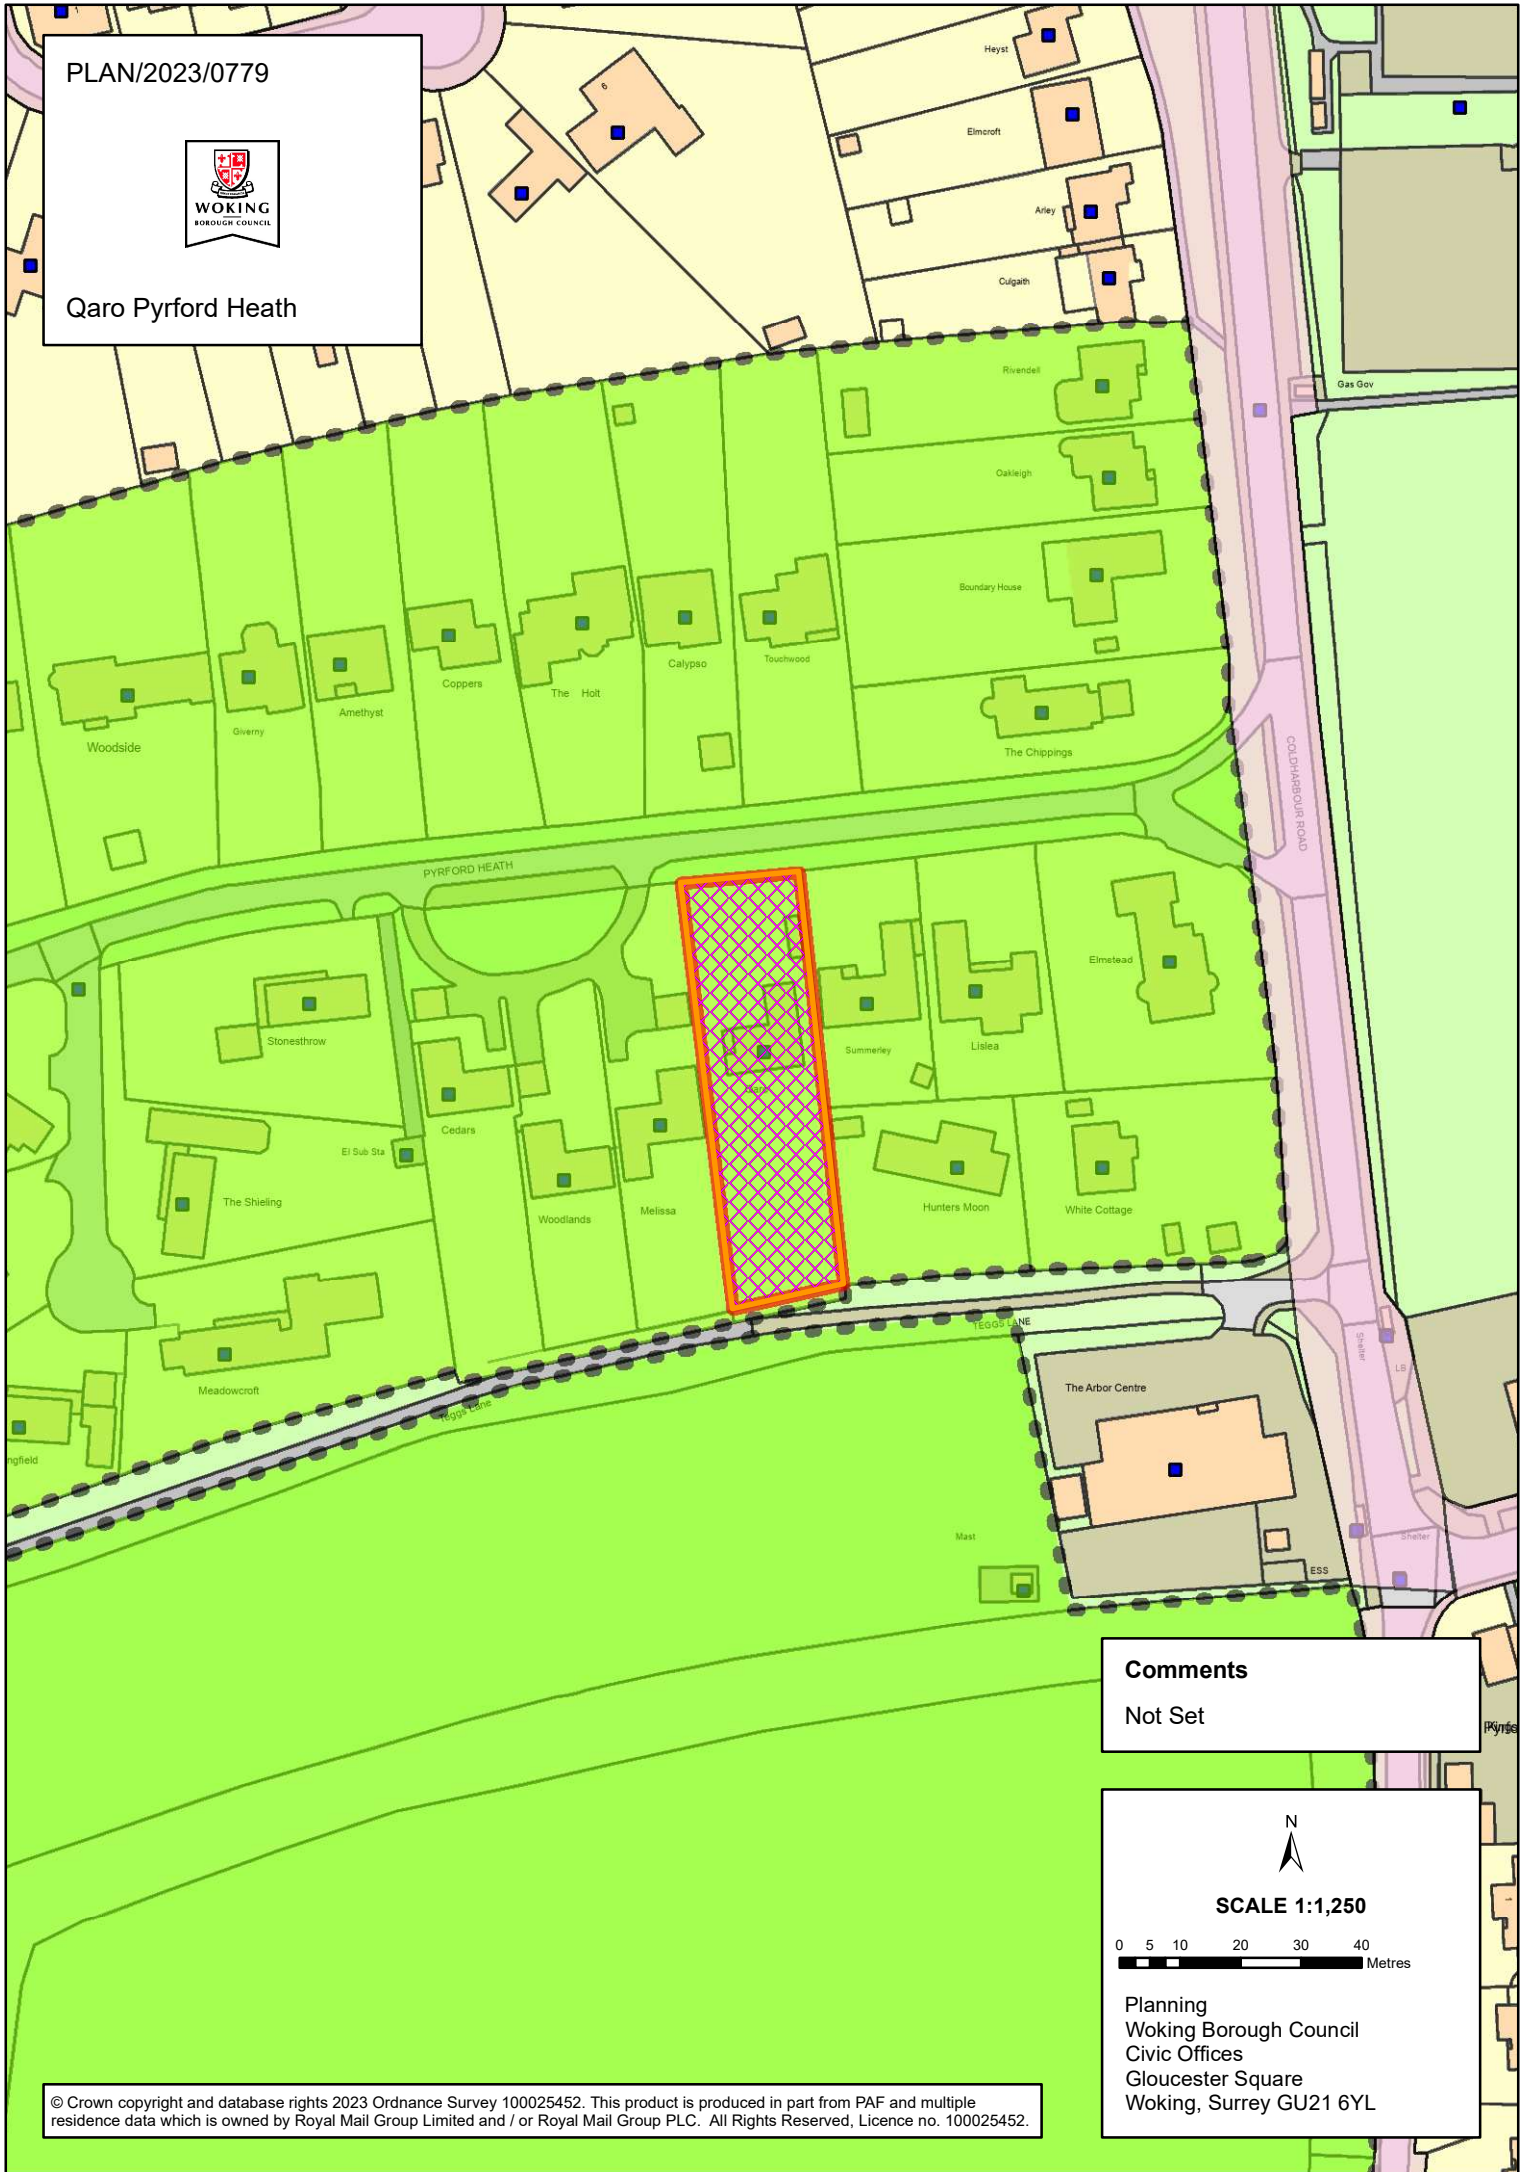 PLAN/2023/0779
WOKING
BOROUGH COUNCIL
Qaro Pyrford Heath
1
6
Heyst
Elmcroft
Arley
Culgaith
Rivendell
Gas Gov
Oakleigh
Boundary House
Calypso
Touchwood
Coppers
The Holt
Amethyst
Giverny
Woodside
The Chippings
COLDHARBOUR ROAD
PYRFORD HEATH
Elmstead
Stonesthrow
Summerley
Lislea
Cedars
El Sub Sta
The Shieling
Woodlands
Melissa
Hunters Moon
White Cottage
TEGGS LANE
Shelter
LB
Meadowcroft
The Arbor Centre
Teggs Lane
ngfield
Mast
Shelter
ESS
Comments
Not Set
N
SCALE 1:1,250
0 5 10 20 30 40
Metres
1
Planning
Woking Borough Council
Civic Offices
Gloucester Square
Woking, Surrey GU21 6YL
© Crown copyright and database rights 2023 Ordnance Survey 100025452. This product is produced in part from PAF and multiple
residence data which is owned by Royal Mail Group Limited and / or Royal Mail Group PLC. All Rights Reserved, Licence no. 100025452.